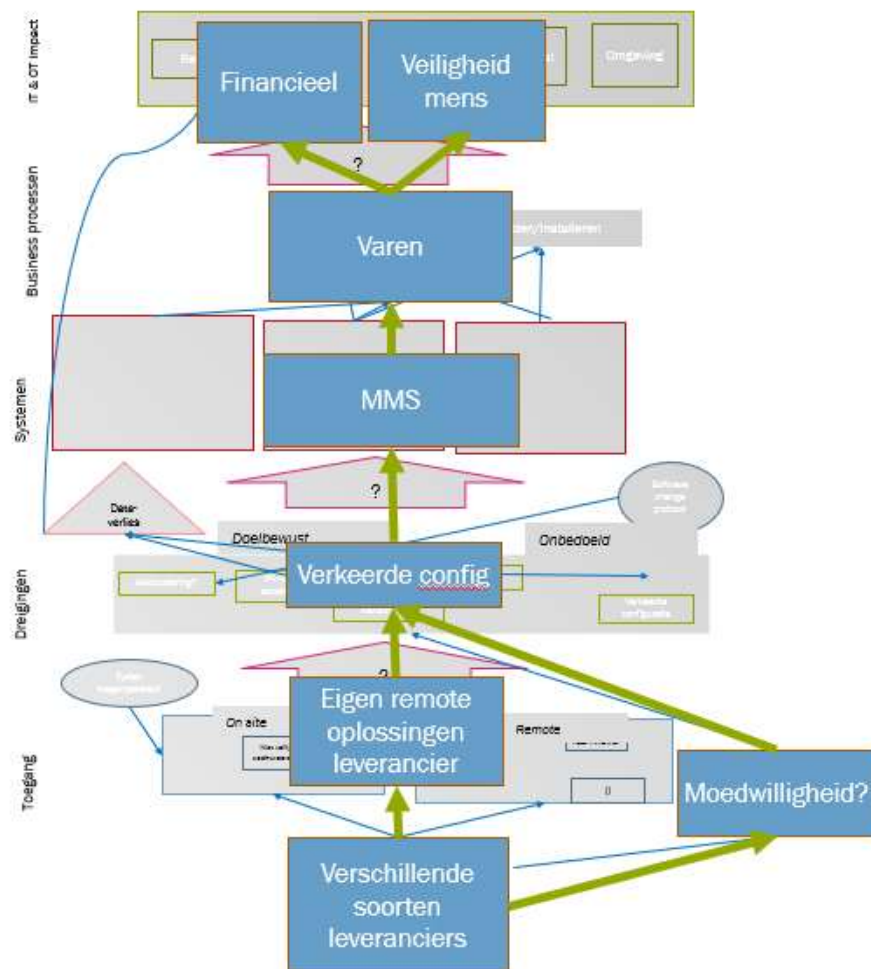 IT & OT Impact
Financieel
Veiligheid
mens
Omgeving
?
Business processen
Varen
Systemen
MMS
?
Data-
verlies
Doelbewust
Onbedoeld
Dreigingen
Verkeerde config
Verkeerde
configuratie
?
Eigen remote
oplossingen
leverancier
On site
Remote
Toegang
Moedwilligheid?
Verschillende
soorten
leveranciers